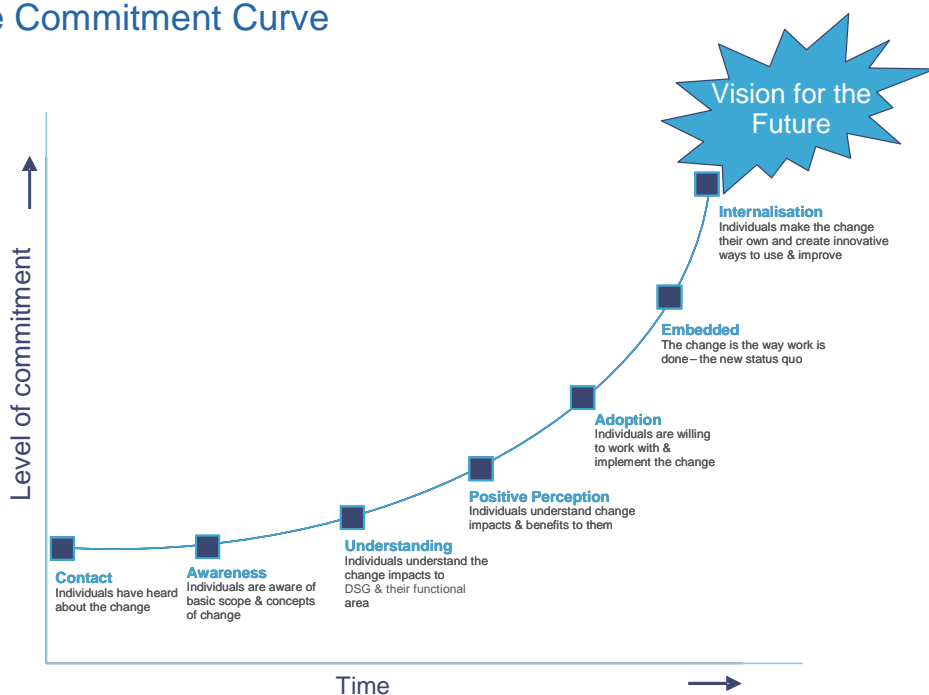 e Commitment Curve
Vision for the
Future
Level of commitment
Internalisation
Individuals make the change
their own and create innovative
ways to use & improve
Embedded
The change is the way work is
done – the new status quo
Adoption
Individuals are willing
to work with &
implement the change
Positive Perception
Individuals understand change
impacts & benefits to them
Understanding
Individuals understand the
change impacts to
DSG & their functional
area
Awareness
Individuals are aware of
basic scope & concepts
of change
Contact
Individuals have heard
about the change
Time